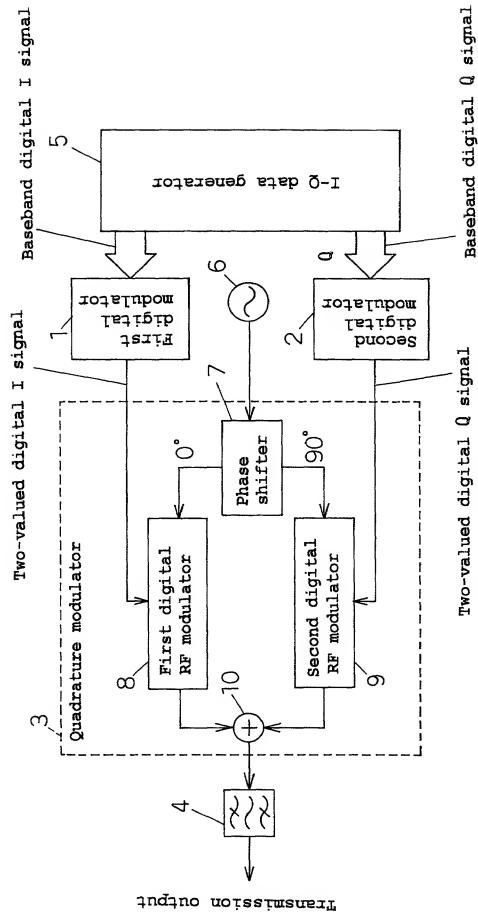 Baseband digital I signal
Two-valued digital I signal
5
I-Q data generator
1
First
digital
modulator
Q
6
2
Second
digital
modulator
Baseband digital Q signal
Two-valued digital Q signal
3
Quadrature modulator
7
Phase
shifter
0°
90°
8
First digital
RF modulator
Second digital
RF modulator
9
10
+
4
Transmission output